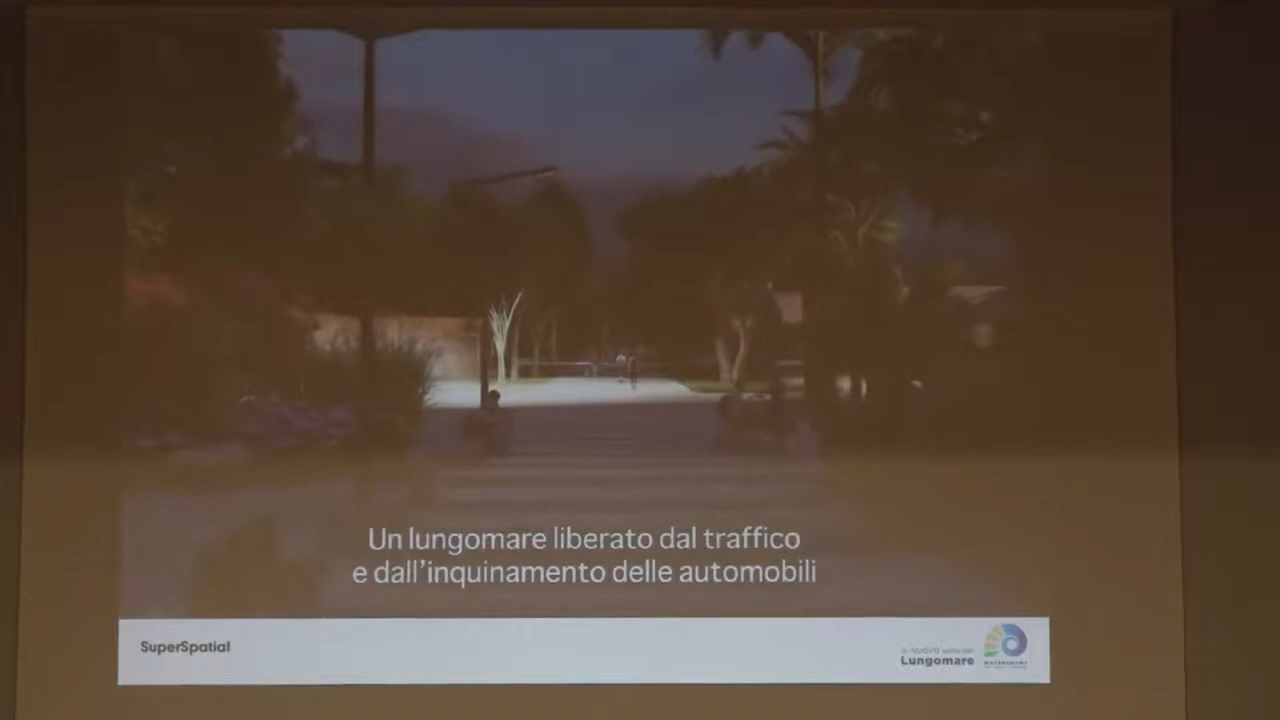 Un lungomare liberato dal traffico
e dall'inquinamento delle automobili
SuperSpatial
Lungomare